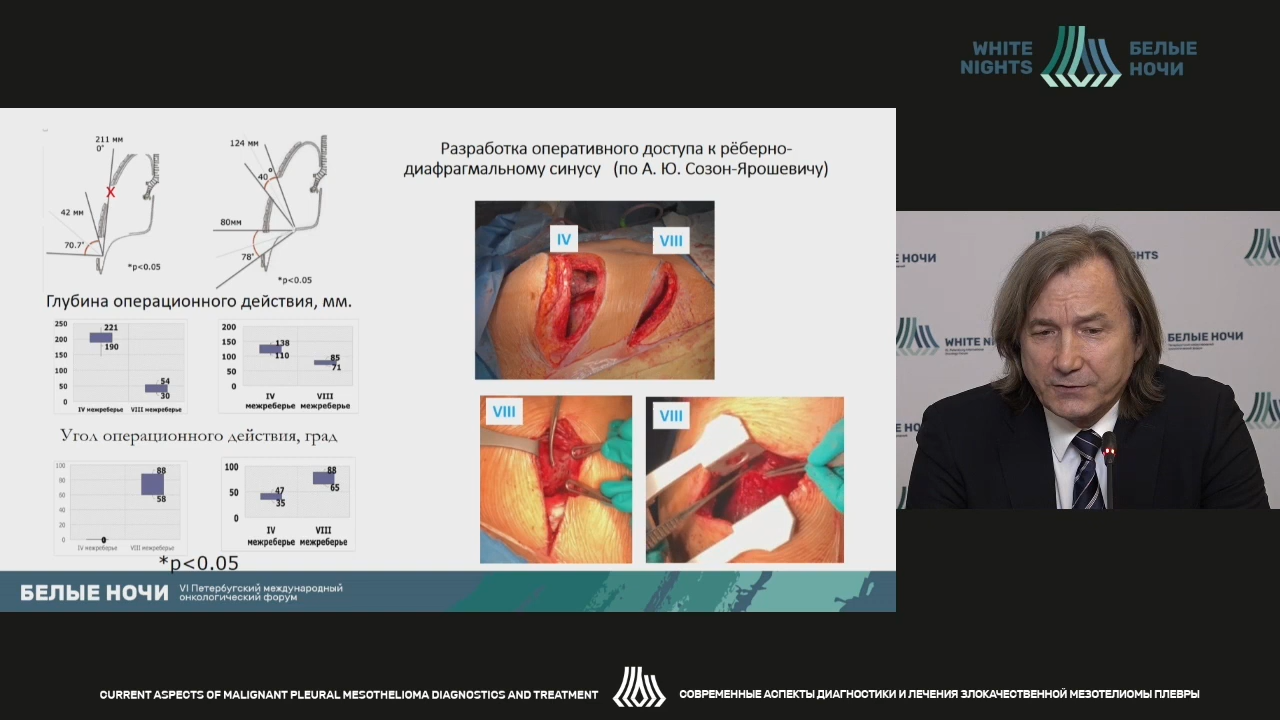 WHITE
NIGHTS
БЕЛЫЕ
НОЧИ
211 мм
0°
X
42 мм
70.7°
*p<0.05
124 мм
40°
80мм
78°
*p<0.05
Разработка оперативного доступа к рёберно-
диафрагмальному синусу (по А. Ю. Созон-Ярошевичу)
IV
VIII
VIII
VIII
Глубина операционного действия, мм.
250
200
150
100
50
0
221
190
54
30
IV межреберье VIII межреберье
200
150
100
50
0
138
110
85
71
IV VIII
межреберье межреберье
Угол операционного действия, град
100
80
60
40
20
0
0
88
58
IV межреберье VIII межреберье
100
50
0
47
35
88
65
IV VIII
межреберье межреберье
*p<0.05
БЕЛЫЕ НОЧИ
VI Петербугский международный
онкологический форум
WHITE NIGHTS
БЕЛЫЕ НОЧИ
CURRENT ASPECTS OF MALIGNANT PLEURAL MESOTHELIOMA DIAGNOSTICS AND TREATMENT
СОВРЕМЕННЫЕ АСПЕКТЫ ДИАГНОСТИКИ И ЛЕЧЕНИЯ ЗЛОКАЧЕСТВЕННОЙ МЕЗОТЕЛИОМЫ ПЛЕВРЫ